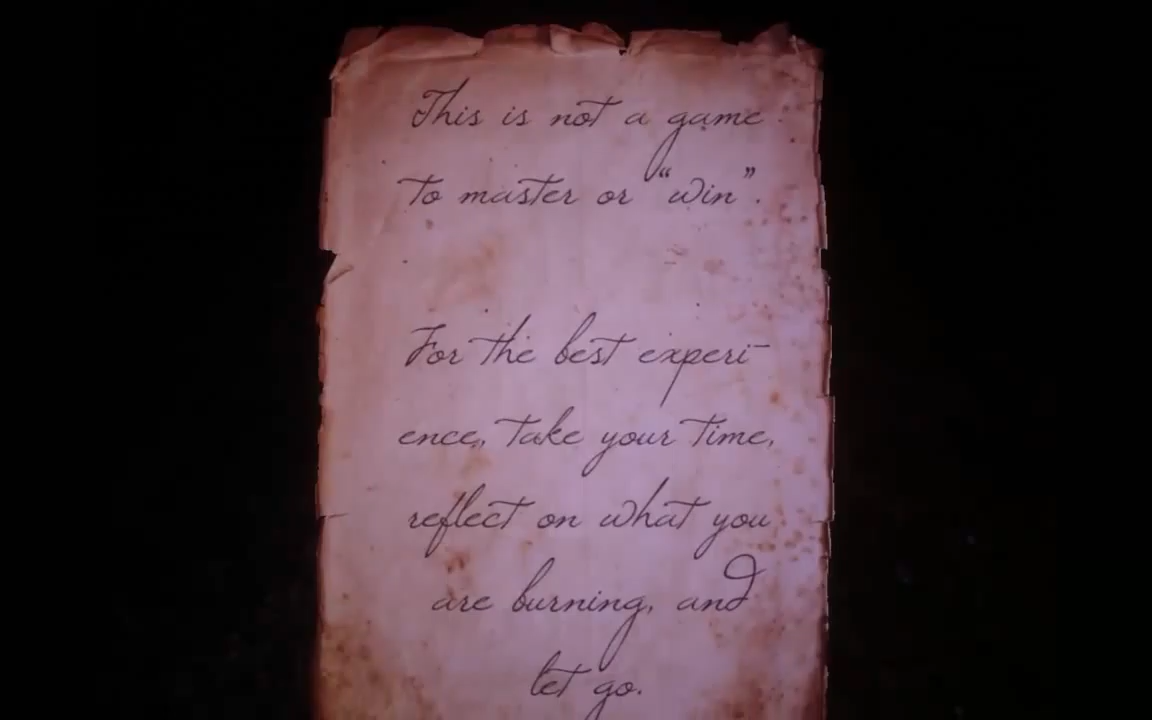 This is not a game
to master or “win”.
For the best experi-
ence, take your time,
reflect on what you
are burning, and
let go.